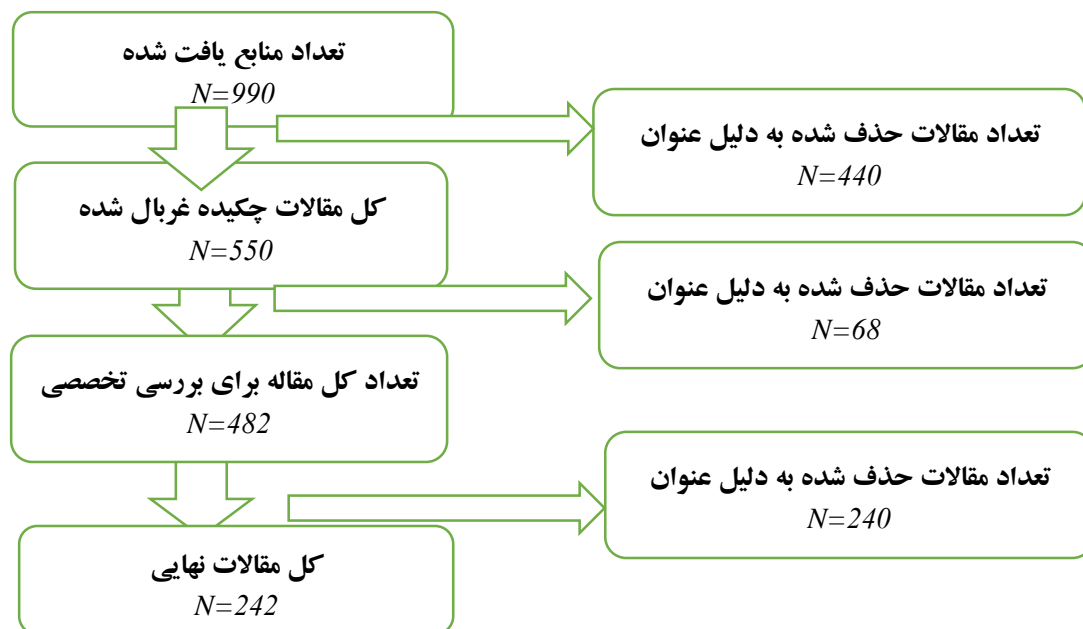 تعداد منابع یافت شده
N=990
تعداد مقالات حذف شده به دلیل عنوان
N=440
کل مقالات چکیده غربال شده
N=550
تعداد مقالات حذف شده به دلیل عنوان
N=68
تعداد کل مقاله برای بررسی تخصصی
N=482
تعداد مقالات حذف شده به دلیل عنوان
N=240
کل مقالات نهایی
N=242